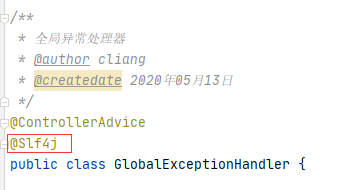 /**
* 全局异常处理器
* @author cliang
* @createdate 2020年05月13日
*/
@ControllerAdvice
@Slf4j
public class GlobalExceptionHandler {